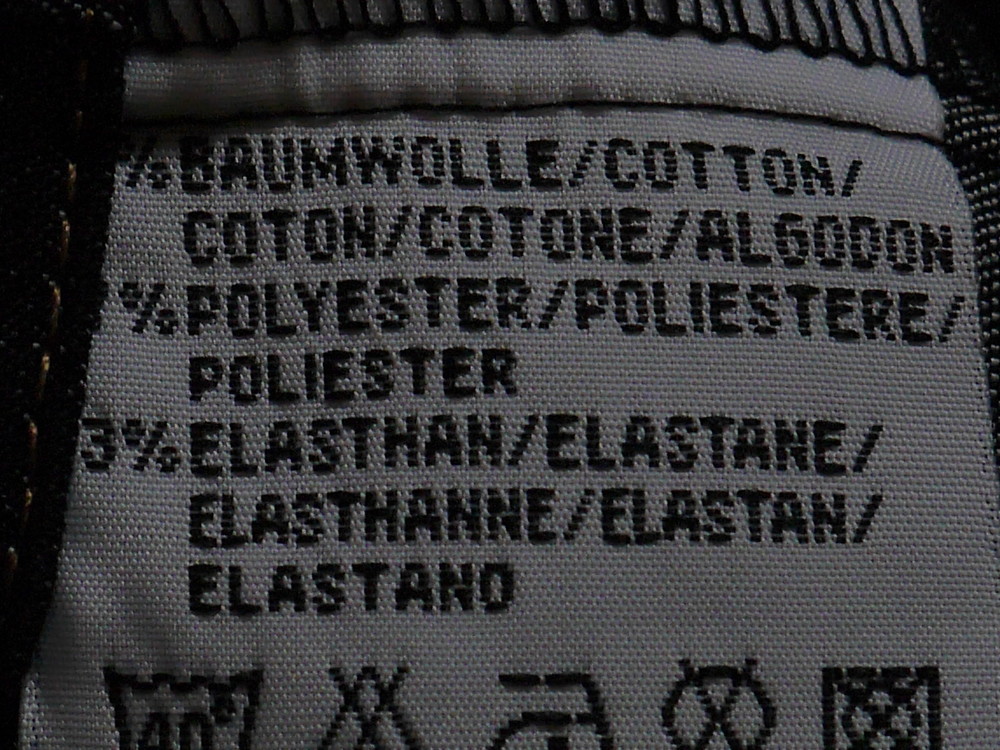 %BAUMWOLLE/COTTON/
COTON/COTONE/ALGODON
%POLYESTER/POLIESTERE/
POLIESTER
3%ELASTHAN/ELASTANE/
ELASTHANNE/ELASTAN/
ELASTANO
40°